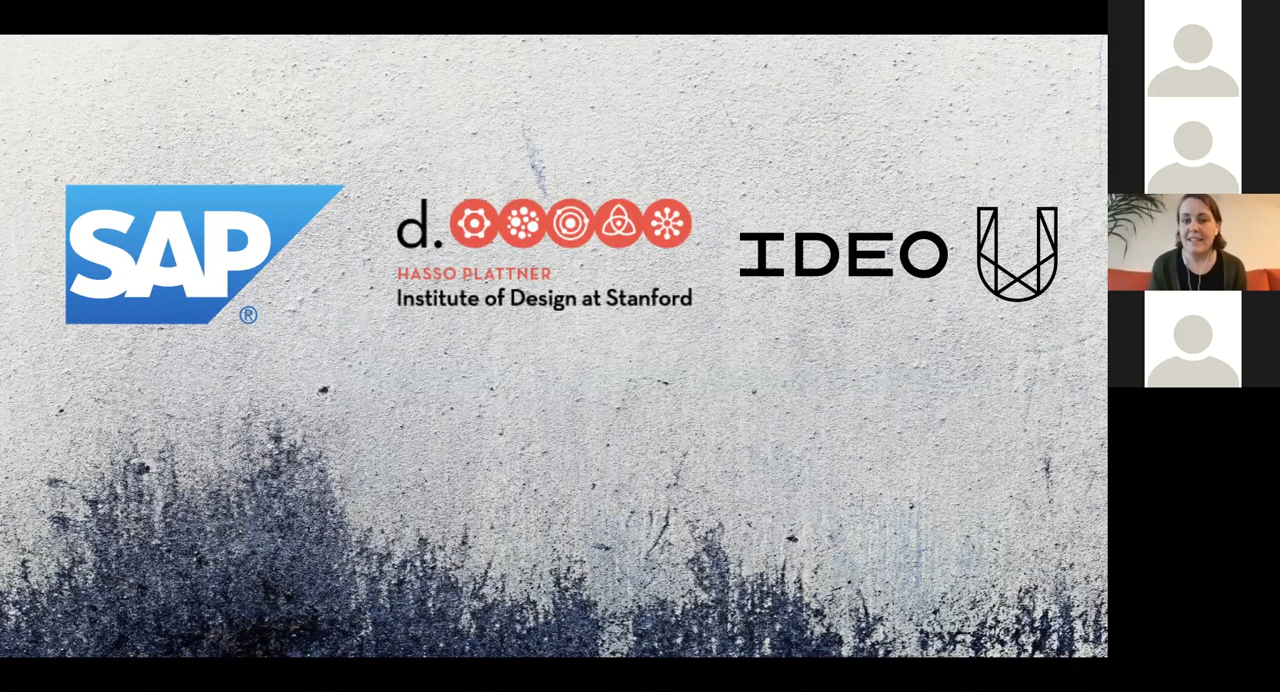 SAP
®
d.
HASSO PLATTNER
Institute of Design at Stanford
IDEO U